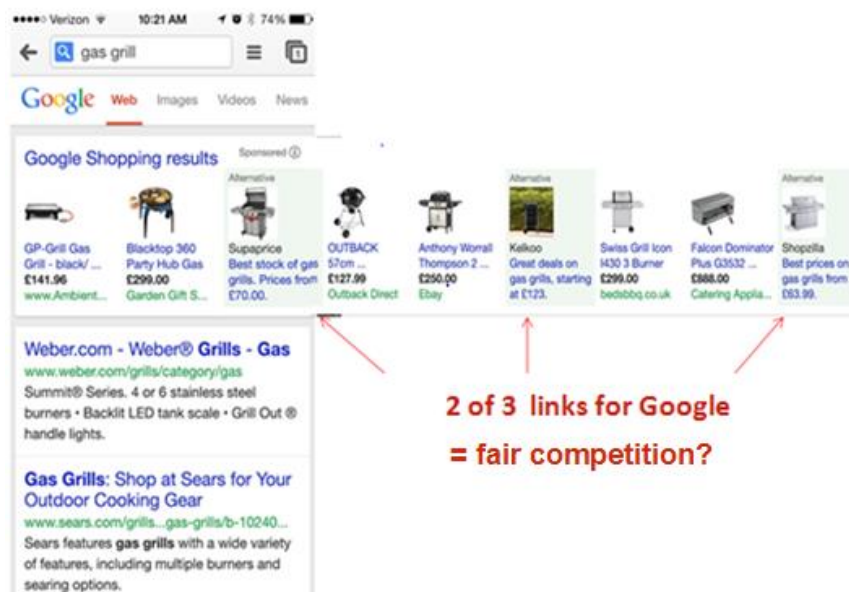 Verizon 10:21 AM 74%
gas grill 1
Google Web Images Videos News
Google Shopping results Sponsored
GP-Grill Gas
Grill - black/ ...
£141.96
www.Ambient...
Blacktop 360
Party Hub Gas
£299.00
Garden Gift S...
Alternative
Supaprice
Best stock of gas
grills. Prices from
£70.00.
OUTBACK
57cm ...
£127.99
Outback Direct
Anthony Worrall
Thompson 2 ...
£250.00
Ebay
Alternative
Kelkoo
Great deals on
gas grills, starting
at £123.
Swiss Grill Icon
I430 3 Burner
£299.00
bedsbbq.co.uk
Falcon Dominator
Plus G3532 ...
£888.00
Catering Applia...
Alternative
Shopzilla
Best prices on
gas grills from
£63.99.
Weber.com - Weber® Grills - Gas
www.weber.com/grills/category/gas
Summit® Series. 4 or 6 stainless steel
burners • Backlit LED tank scale • Grill Out ®
handle lights.
Gas Grills: Shop at Sears for Your
Outdoor Cooking Gear
www.sears.com/grills...gas-grills/b-10240...
Sears features gas grills with a wide variety
of features, including multiple burners and
searing options.
2 of 3 links for Google
= fair competition?